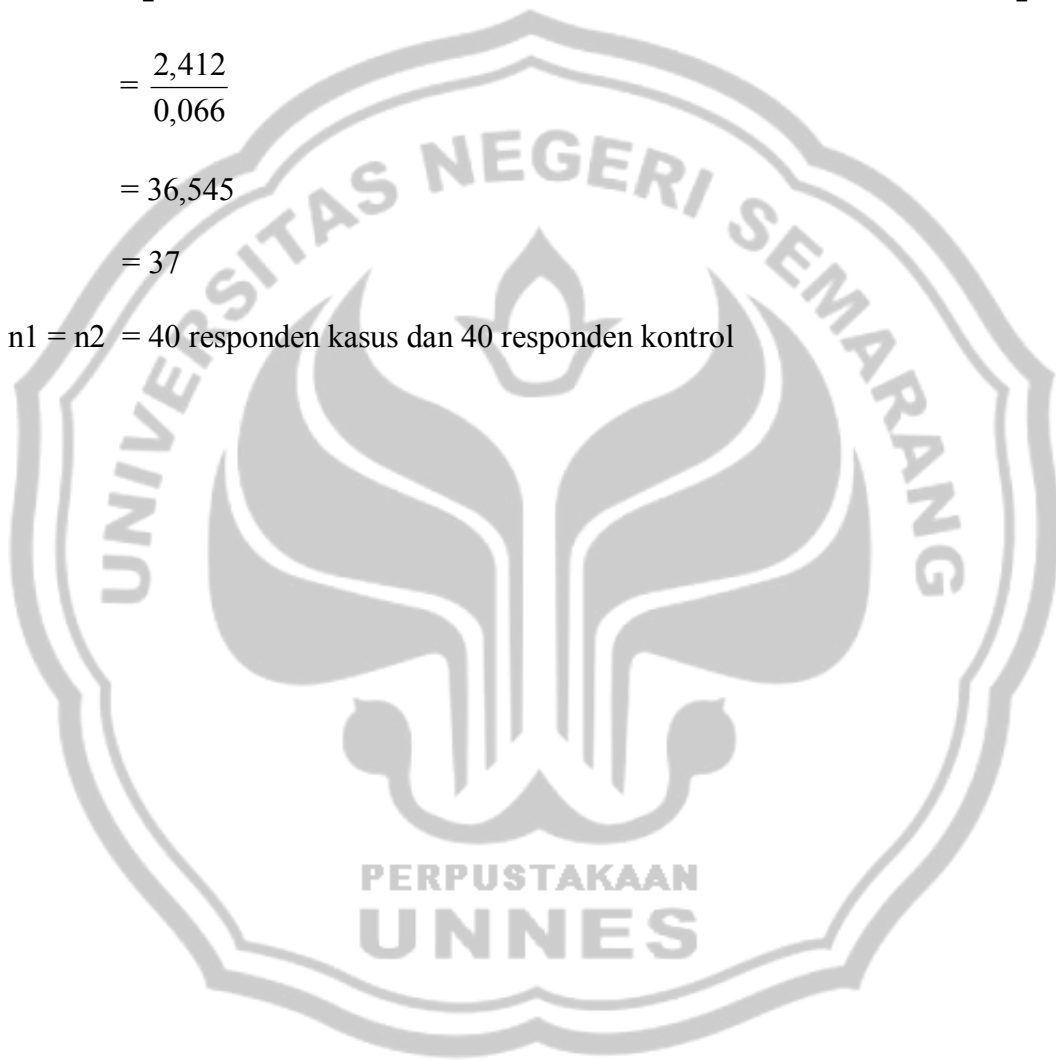 = 2,412 / 0,066
= 36,545
= 37
n1 = n2 = 40 responden kasus dan 40 responden kontrol
UNIVERSITAS NEGERI SEMARANG
PERPUSTAKAAN
UNNES